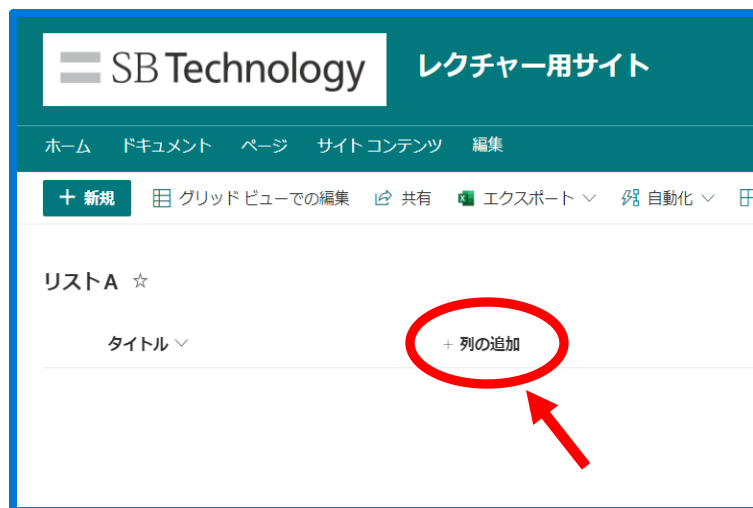 SB Technology レクチャー用サイト
ホーム ドキュメント ページ サイト コンテンツ 編集
＋ 新規 グリッド ビューでの編集 共有 エクスポート 自動化
リストA ☆
タイトル + 列の追加